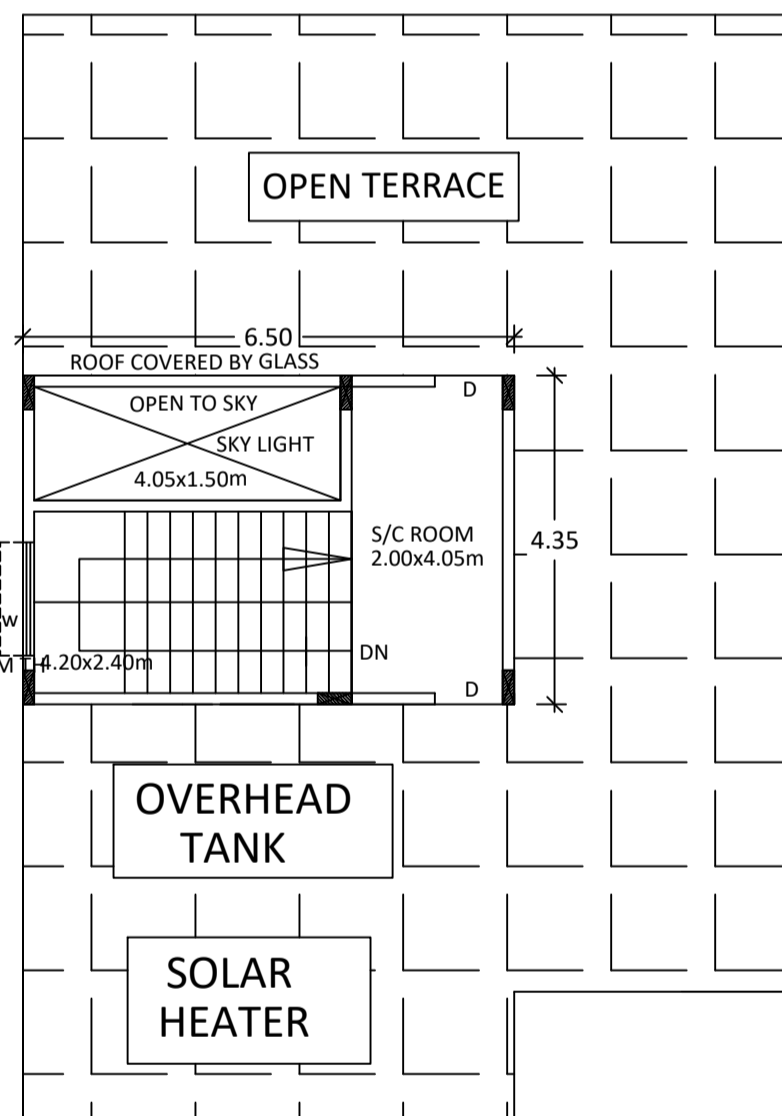 OPEN TERRACE
6.50
ROOF COVERED BY GLASS
D
OPEN TO SKY
SKY LIGHT
4.05x1.50m
S/C ROOM
2.00x4.05m
4.35
W
DN
M
4.20x2.40m
D
OVERHEAD
TANK
SOLAR
HEATER